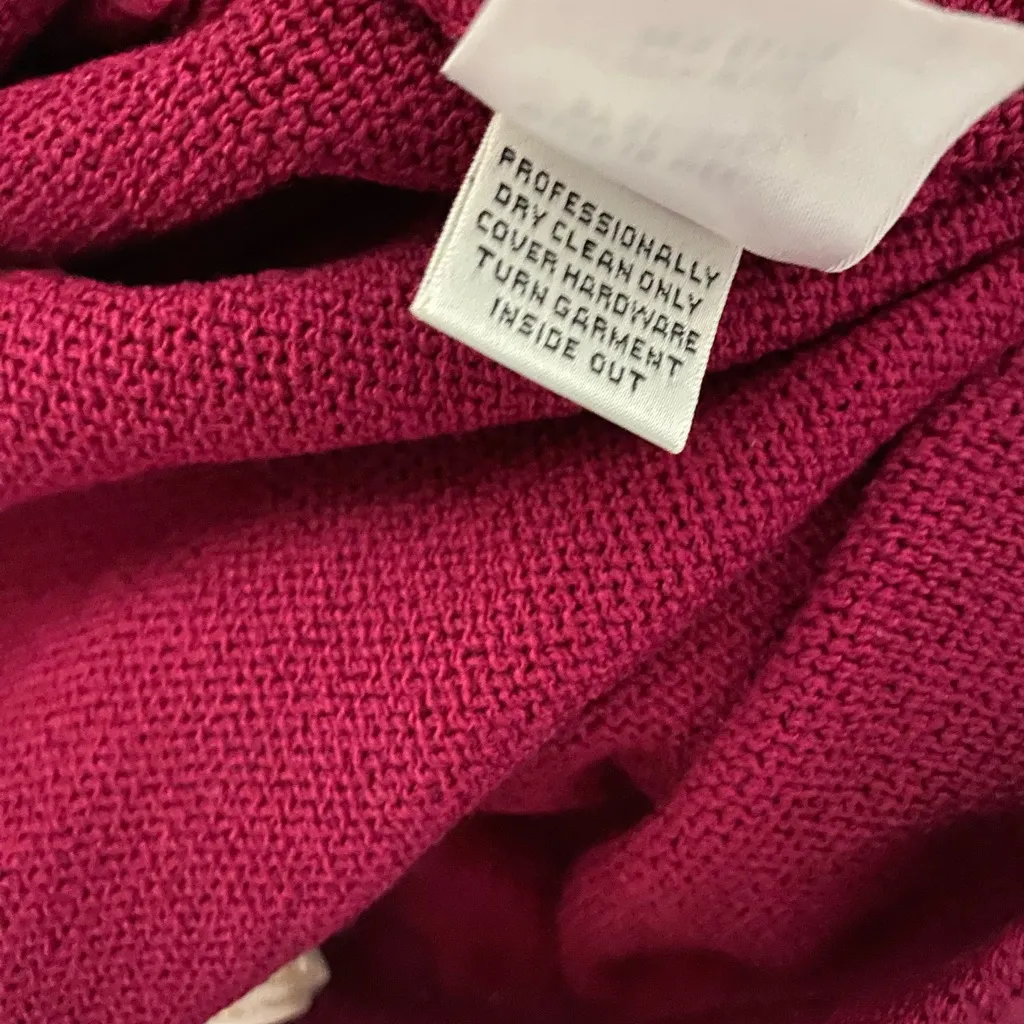 PROFESSIONALLY
DRY CLEAN ONLY
COVER HARDWARE
TURN GARMENT
INSIDE OUT